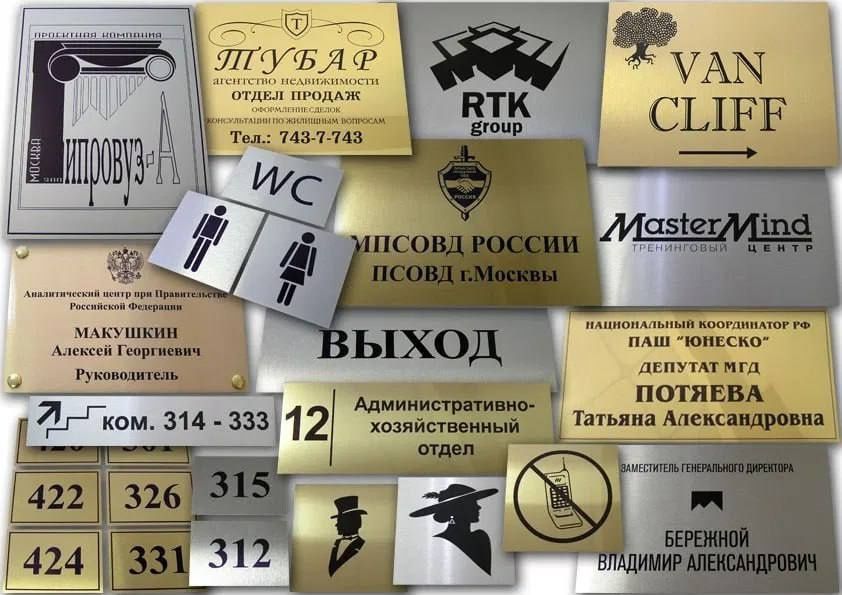 ПРОЕКТНАЯ КОМПАНИЯ
МОСКВА
Гипровуз-А
Т
ТУБАР
агентство недвижимости
ОТДЕЛ ПРОДАЖ
ОФОРМЛЕНИЕ СДЕЛОК
КОНСУЛЬТАЦИИ ПО ЖИЛИЩНЫМ ВОПРОСАМ
Тел.: 743-7-743
RTK
group
VAN
CLIFF
WC
РОССИЯ
МПСОВД РОССИИ
ПСОВД г.Москвы
MasterMind
ТРЕНИНГОВЫЙ ЦЕНТР
Аналитический центр при Правительстве
Российской Федерации
МАКУШКИН
Алексей Георгиевич
Руководитель
ВЫХОД
НАЦИОНАЛЬНЫЙ КООРДИНАТОР РФ
ПАШ "ЮНЕСКО"
ДЕПУТАТ МГД
ПОТЯЕВА
Татьяна Александровна
ком. 314 - 333
12
Административно-
хозяйственный
отдел
422
326
315
424
331
312
ЗАМЕСТИТЕЛЬ ГЕНЕРАЛЬНОГО ДИРЕКТОРА
БЕРЕЖНОЙ
ВЛАДИМИР АЛЕКСАНДРОВИЧ